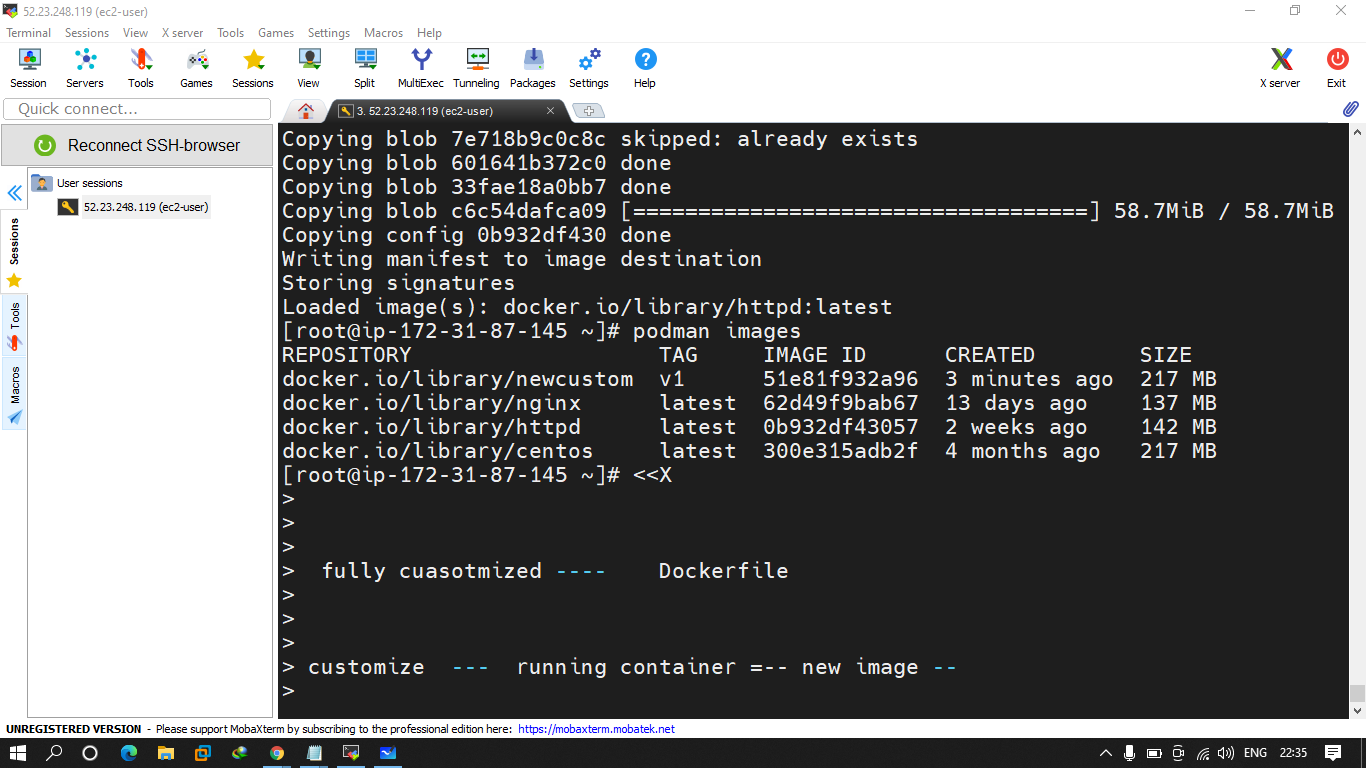 52.23.248.119 (ec2-user)
Terminal Sessions View X server Tools Games Settings Macros Help
Session Servers Tools Games Sessions View Split MultiExec Tunneling Packages Settings Help X server Exit
Quick connect...
3. 52.23.248.119 (ec2-user)
Reconnect SSH-browser
User sessions
52.23.248.119 (ec2-user)
Sessions
Tools
Macros
Copying blob 7e718b9c0c8c skipped: already exists
Copying blob 601641b372c0 done
Copying blob 33fae18a0bb7 done
Copying blob c6c54dafca09 [===================================] 58.7MiB / 58.7MiB
Copying config 0b932df430 done
Writing manifest to image destination
Storing signatures
Loaded image(s): docker.io/library/httpd:latest
[root@ip-172-31-87-145 ~]# podman images
REPOSITORY TAG IMAGE ID CREATED SIZE
docker.io/library/newcustom v1 51e81f932a96 3 minutes ago 217 MB
docker.io/library/nginx latest 62d49f9bab67 13 days ago 137 MB
docker.io/library/httpd latest 0b932df43057 2 weeks ago 142 MB
docker.io/library/centos latest 300e315adb2f 4 months ago 217 MB
[root@ip-172-31-87-145 ~]# <<X
>
>
>
> fully cuasotmized ---- Dockerfile
>
>
>
> customize --- running container =-- new image --
>
UNREGISTERED VERSION - Please support MobaXterm by subscribing to the professional edition here: https://mobaxterm.mobatek.net
ENG 22:35